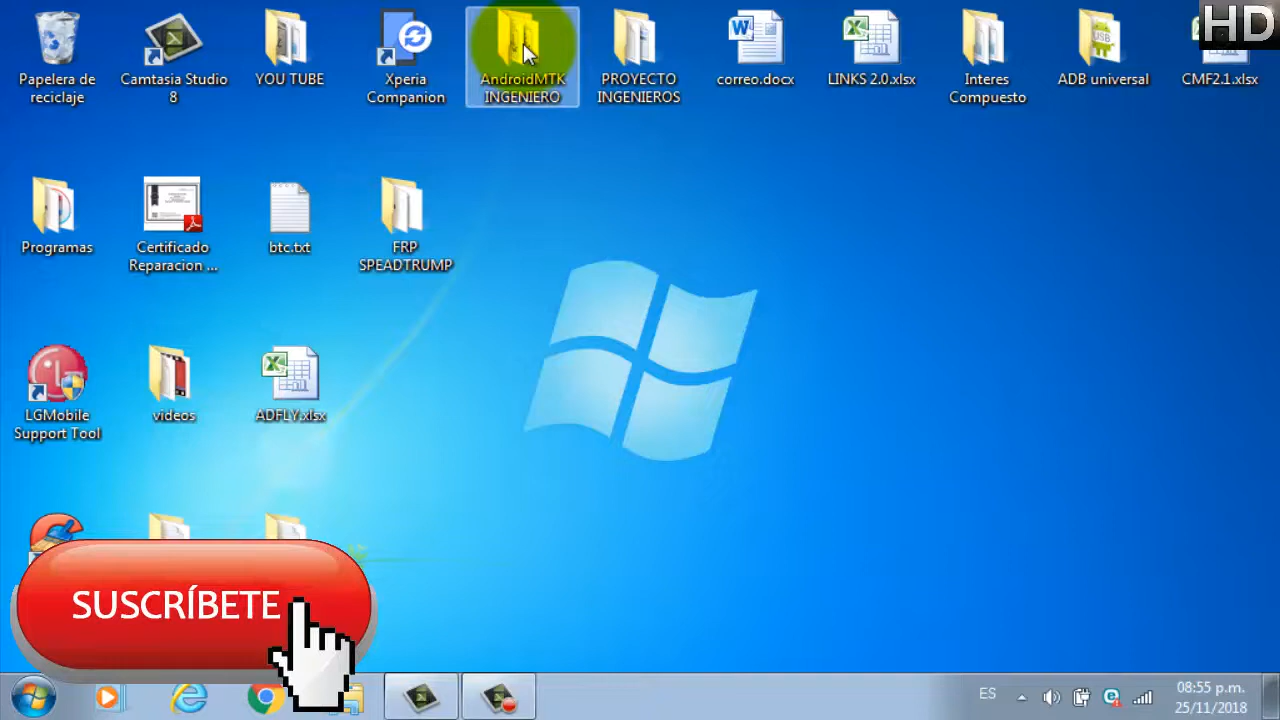 HD
Papelera de
reciclaje
Camtasia Studio
8
YOU TUBE
Xperia
Companion
AndroidMTK
INGENIERO
PROYECTO
INGENIEROS
correo.docx
LINKS 2.0.xlsx
Interes
Compuesto
ADB universal
CMF2.1.xlsx
Programas
Certificado
Reparacion ...
btc.txt
FRP
SPEADTRUMP
LGMobile
Support Tool
videos
ADFLY.xlsx
SUSCRÍBETE
ES
08:55 p.m.
25/11/2018